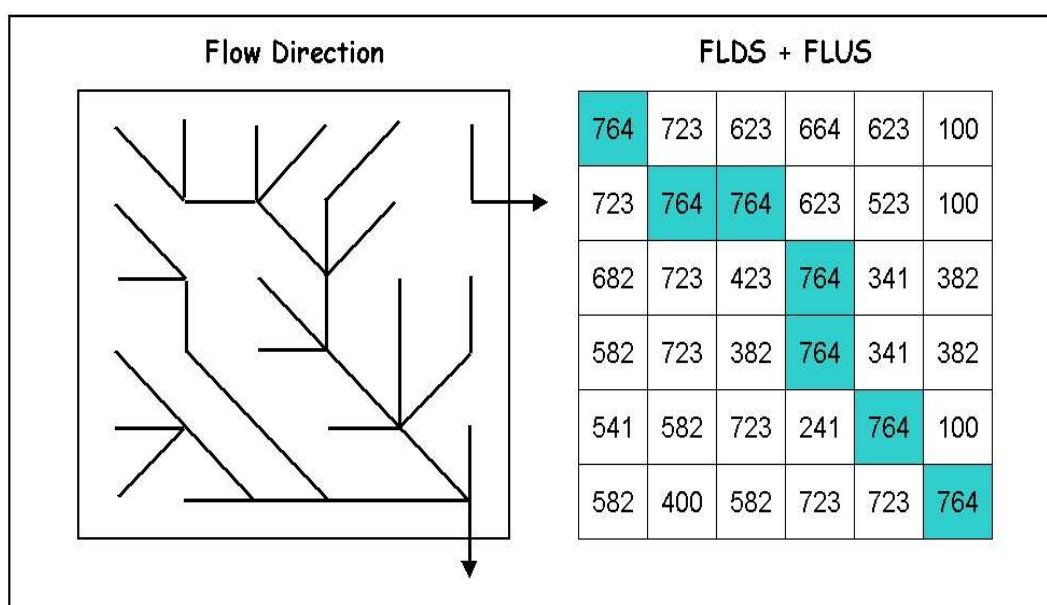 Flow Direction
FLDS + FLUS
764 723 623 664 623 100
723 764 764 623 523 100
682 723 423 764 341 382
582 723 382 764 341 382
541 582 723 241 764 100
582 400 582 723 723 764